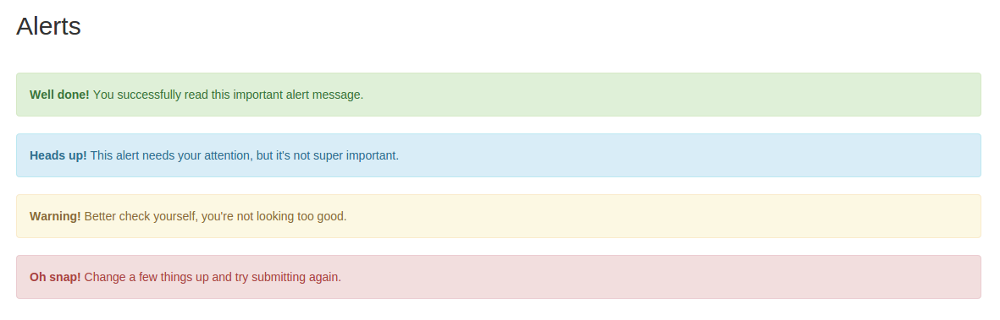 Alerts
Well done! You successfully read this important alert message.
Heads up! This alert needs your attention, but it's not super important.
Warning! Better check yourself, you're not looking too good.
Oh snap! Change a few things up and try submitting again.